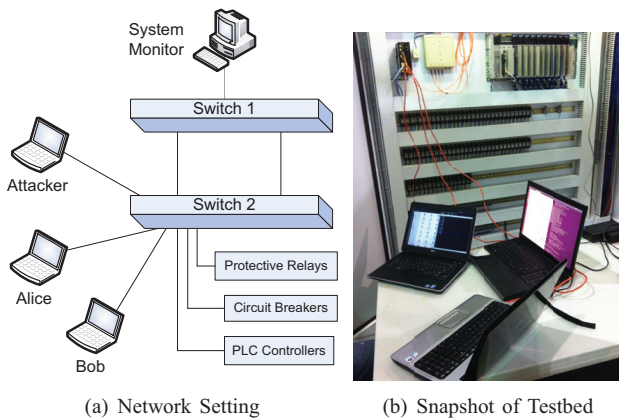 System
Monitor
Switch 1
Attacker
Switch 2
Protective Relays
Alice
Circuit Breakers
Bob
PLC Controllers
(a) Network Setting
(b) Snapshot of Testbed